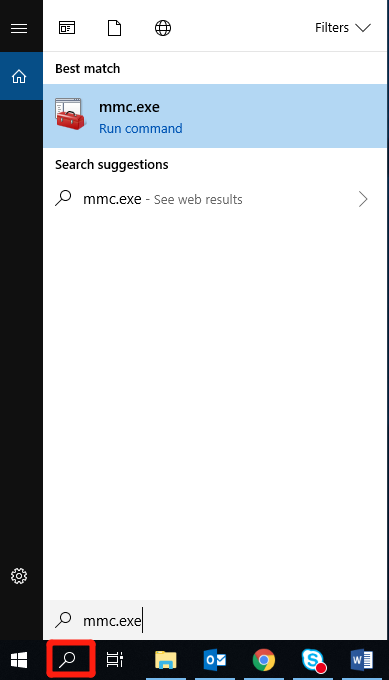 Filters
Best match
mmc.exe
Run command
Search suggestions
mmc.exe - See web results
mmc.exe